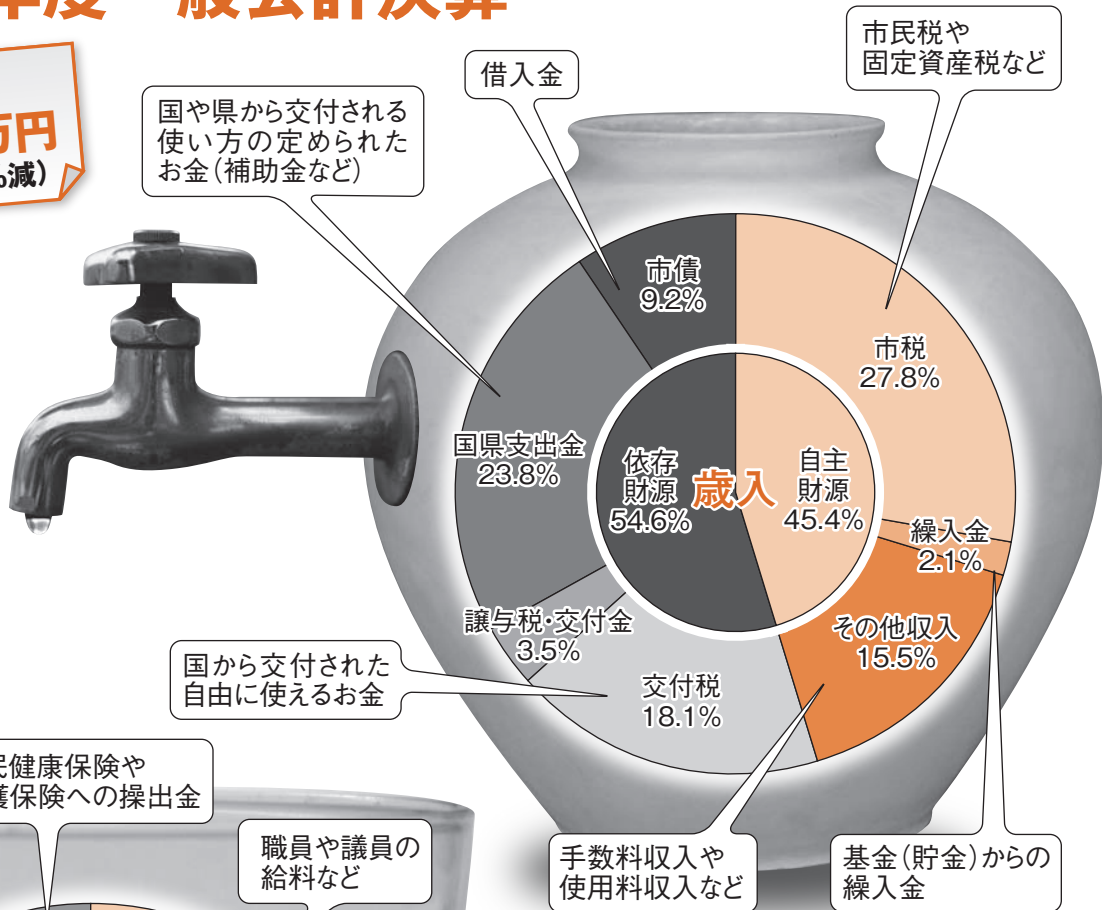 年度一般会計決算
万円
%減)
国や県から交付される
使い方の定められた
お金(補助金など)
借入金
市民税や
固定資産税など
市債
9.2%
市税
27.8%
国県支出金
23.8%
依存
財源
54.6%
歳入
自主
財源
45.4%
繰入金
2.1%
譲与税・交付金
3.5%
その他収入
15.5%
国から交付された
自由に使えるお金
交付税
18.1%
民健康保険や
護保険への操出金
職員や議員の
給料など
手数料収入や
使用料収入など
基金(貯金)からの
繰入金